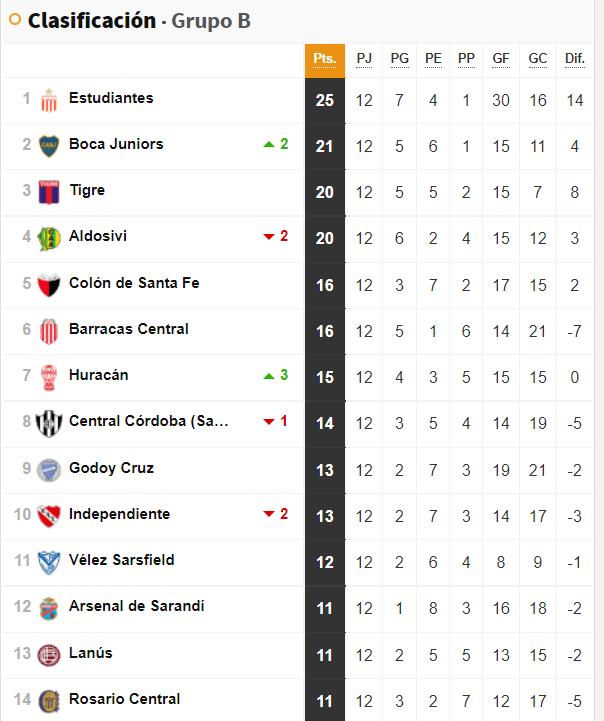 Clasificación · Grupo B
Pts. PJ PG PE PP GF GC Dif.
1 Estudiantes 25 12 7 4 1 30 16 14
2 Boca Juniors 2 21 12 5 6 1 15 11 4
3 Tigre 20 12 5 5 2 15 7 8
4 Aldosivi 2 20 12 6 2 4 15 12 3
5 Colón de Santa Fe 16 12 3 7 2 17 15 2
6 Barracas Central 16 12 5 1 6 14 21 -7
7 Huracán 3 15 12 4 3 5 15 15 0
8 Central Córdoba (Sa... 1 14 12 3 5 4 14 19 -5
9 Godoy Cruz 13 12 2 7 3 19 21 -2
10 Independiente 2 13 12 2 7 3 14 17 -3
11 Vélez Sarsfield 12 12 2 6 4 8 9 -1
12 Arsenal de Sarandí 11 12 1 8 3 16 18 -2
13 Lanús 11 12 2 5 5 13 15 -2
14 Rosario Central 11 12 3 2 7 12 17 -5